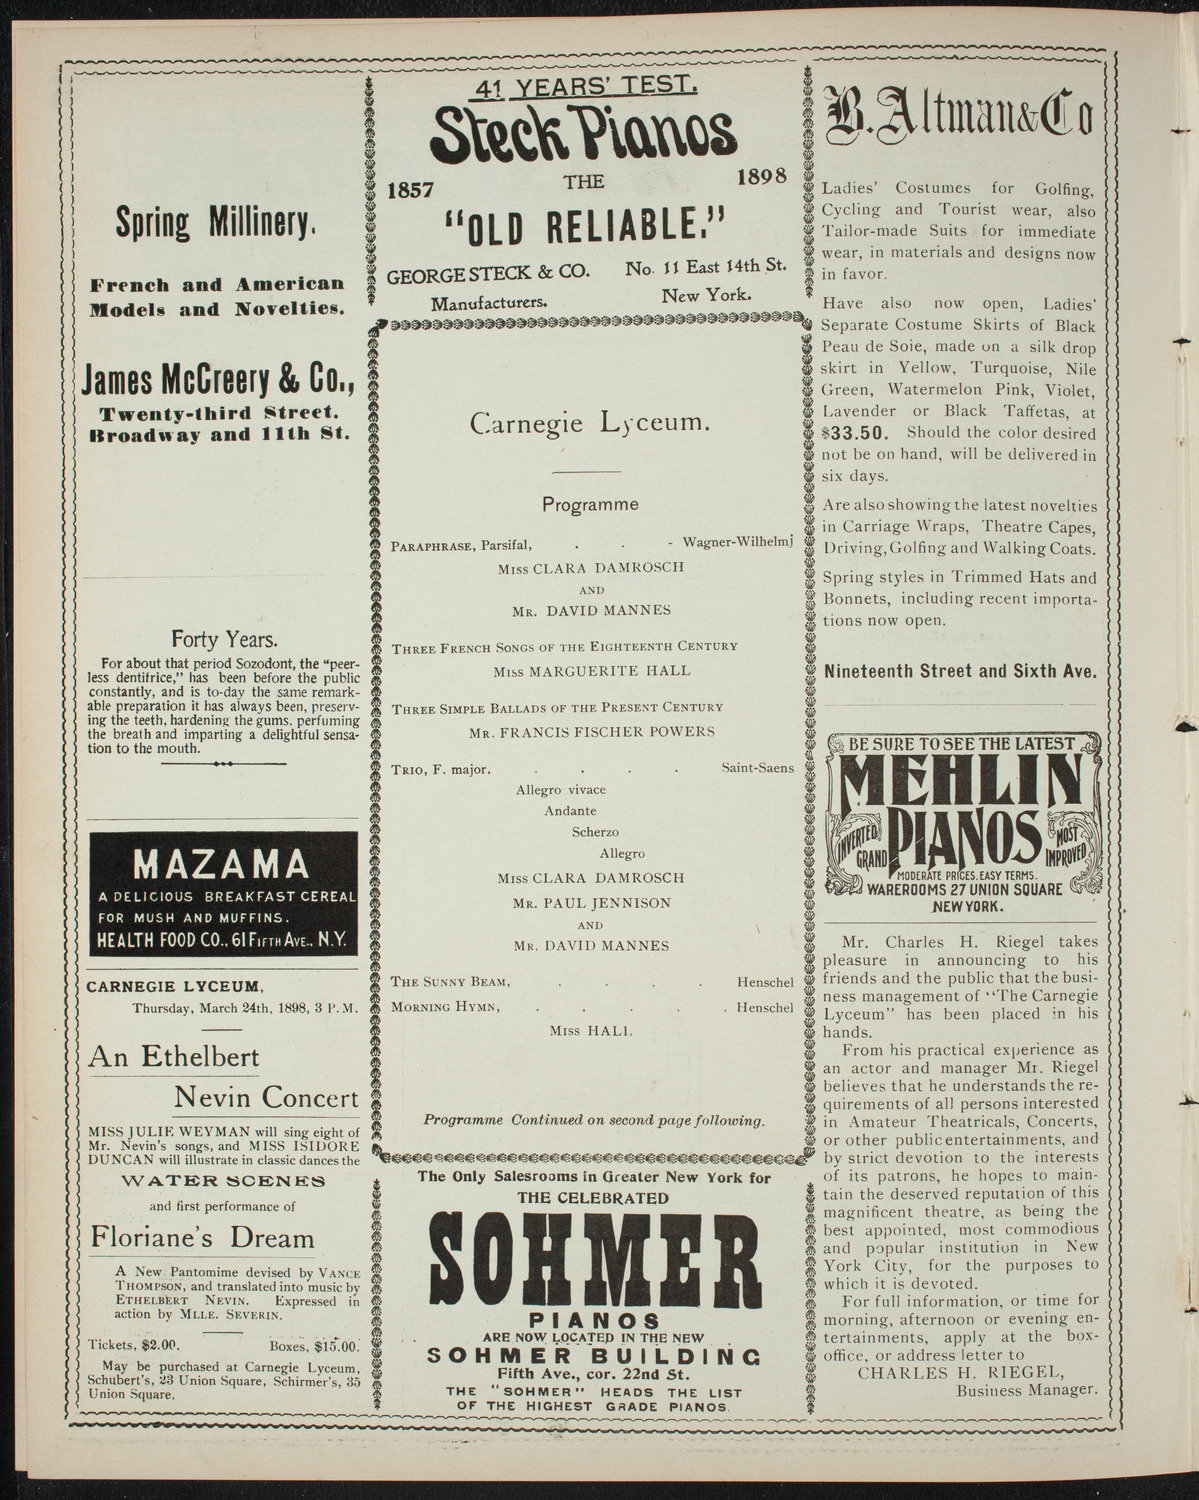 Spring Millinery.
French and American
Models and Novelties.
James McCreery & Co.,
Twenty-third Street.
Broadway and 11th St.
Forty Years.
For about that period Sozodont, the "peer-
less dentifrice," has been before the public
constantly, and is to-day the same remark-
able preparation it has always been, preserv-
ing the teeth, hardening the gums. perfuming
the breath and imparting a delightful sensa-
tion to the mouth.
MAZAMA
A DELICIOUS BREAKFAST CEREAL
FOR MUSH AND MUFFINS.
HEALTH FOOD CO., 61 FIFTH AVE., N.Y.
CARNEGIE LYCEUM,
Thursday, March 24th, 1898, 3 P.M.
An Ethelbert
Nevin Concert
MISS JULIE WEYMAN will sing eight of
Mr. Nevin's songs, and MISS ISIDORE
DUNCAN will illustrate in classic dances the
WATER SCENES
and first performance of
Floriane's Dream
A New Pantomime devised by VANCE
THOMPSON, and translated into music by
ETHELBERT NEVIN. Expressed in
action by MLLE. SEVERIN.
Tickets, $2.00. Boxes, $15.00.
May be purchased at Carnegie Lyceum,
Schubert's, 23 Union Square, Schirmer's, 35
Union Square.
41 YEARS' TEST.
Steck Pianos
1857 THE 1898
"OLD RELIABLE."
GEORGE STECK & CO. No. 11 East 14th St.
Manufacturers. New York.
Carnegie Lyceum.
Programme
PARAPHRASE, Parsifal, . . - Wagner-Wilhelmj
MISS CLARA DAMROSCH
AND
MR. DAVID MANNES
THREE FRENCH SONGS OF THE EIGHTEENTH CENTURY
MISS MARGUERITE HALL
THREE SIMPLE BALLADS OF THE PRESENT CENTURY
MR. FRANCIS FISCHER POWERS
TRIO, F. major, . . . . Saint-Saens
Allegro vivace
Andante
Scherzo
Allegro
MISS CLARA DAMROSCH
MR. PAUL JENNISON
AND
MR. DAVID MANNES
THE SUNNY BEAM, . . . . Henschel
MORNING HYMN, . . . . . Henschel
MISS HALL
Programme Continued on second page following.
The Only Salesrooms in Greater New York for
THE CELEBRATED
SOHMER
PIANOS
ARE NOW LOCATED IN THE NEW
SOHMER BUILDING
Fifth Ave., cor. 22nd St.
THE "SOHMER" HEADS THE LIST
OF THE HIGHEST GRADE PIANOS.
B. Altman & Co
Ladies' Costumes for Golfing,
Cycling and Tourist wear, also
Tailor-made Suits for immediate
wear, in materials and designs now
in favor.
Have also now open, Ladies'
Separate Costume Skirts of Black
Peau de Soie, made on a silk drop
skirt in Yellow, Turquoise, Nile
Green, Watermelon Pink, Violet,
Lavender or Black Taffetas, at
$33.50. Should the color desired
not be on hand, will be delivered in
six days.
Are also showing the latest novelties
in Carriage Wraps, Theatre Capes,
Driving, Golfing and Walking Coats.
Spring styles in Trimmed Hats and
Bonnets, including recent importa-
tions now open.
Nineteenth Street and Sixth Ave.
BE SURE TO SEE THE LATEST
MEHLIN
INVERTED GRAND PIANOS MOST IMPROVED
MODERATE PRICES. EASY TERMS.
WAREROOMS 27 UNION SQUARE
NEW YORK.
Mr. Charles H. Riegel takes
pleasure in announcing to his
friends and the public that the busi-
ness management of "The Carnegie
Lyceum" has been placed in his
hands.
From his practical experience as
an actor and manager Mr. Riegel
believes that he understands the re-
quirements of all persons interested
in Amateur Theatricals, Concerts,
or other public entertainments, and
by strict devotion to the interests
of its patrons, he hopes to main-
tain the deserved reputation of this
magnificent theatre, as being the
best appointed, most commodious
and popular institution in New
York City, for the purposes to
which it is devoted.
For full information, or time for
morning, afternoon or evening en-
tertainments, apply at the box-
office, or address letter to
CHARLES H. RIEGEL,
Business Manager.